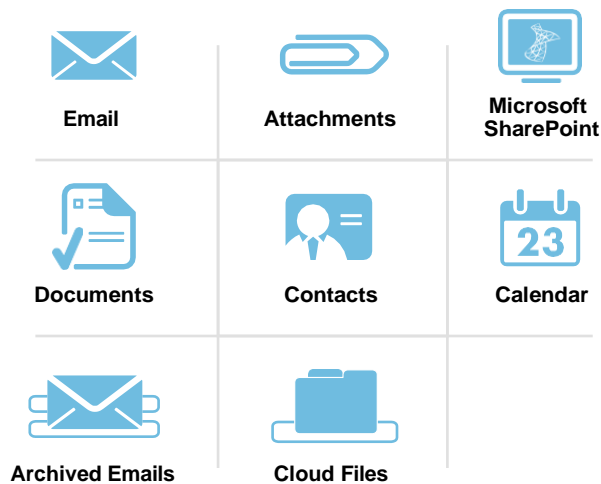 Email
Attachments
Microsoft
SharePoint
Documents
Contacts
23
Calendar
Archived Emails
Cloud Files